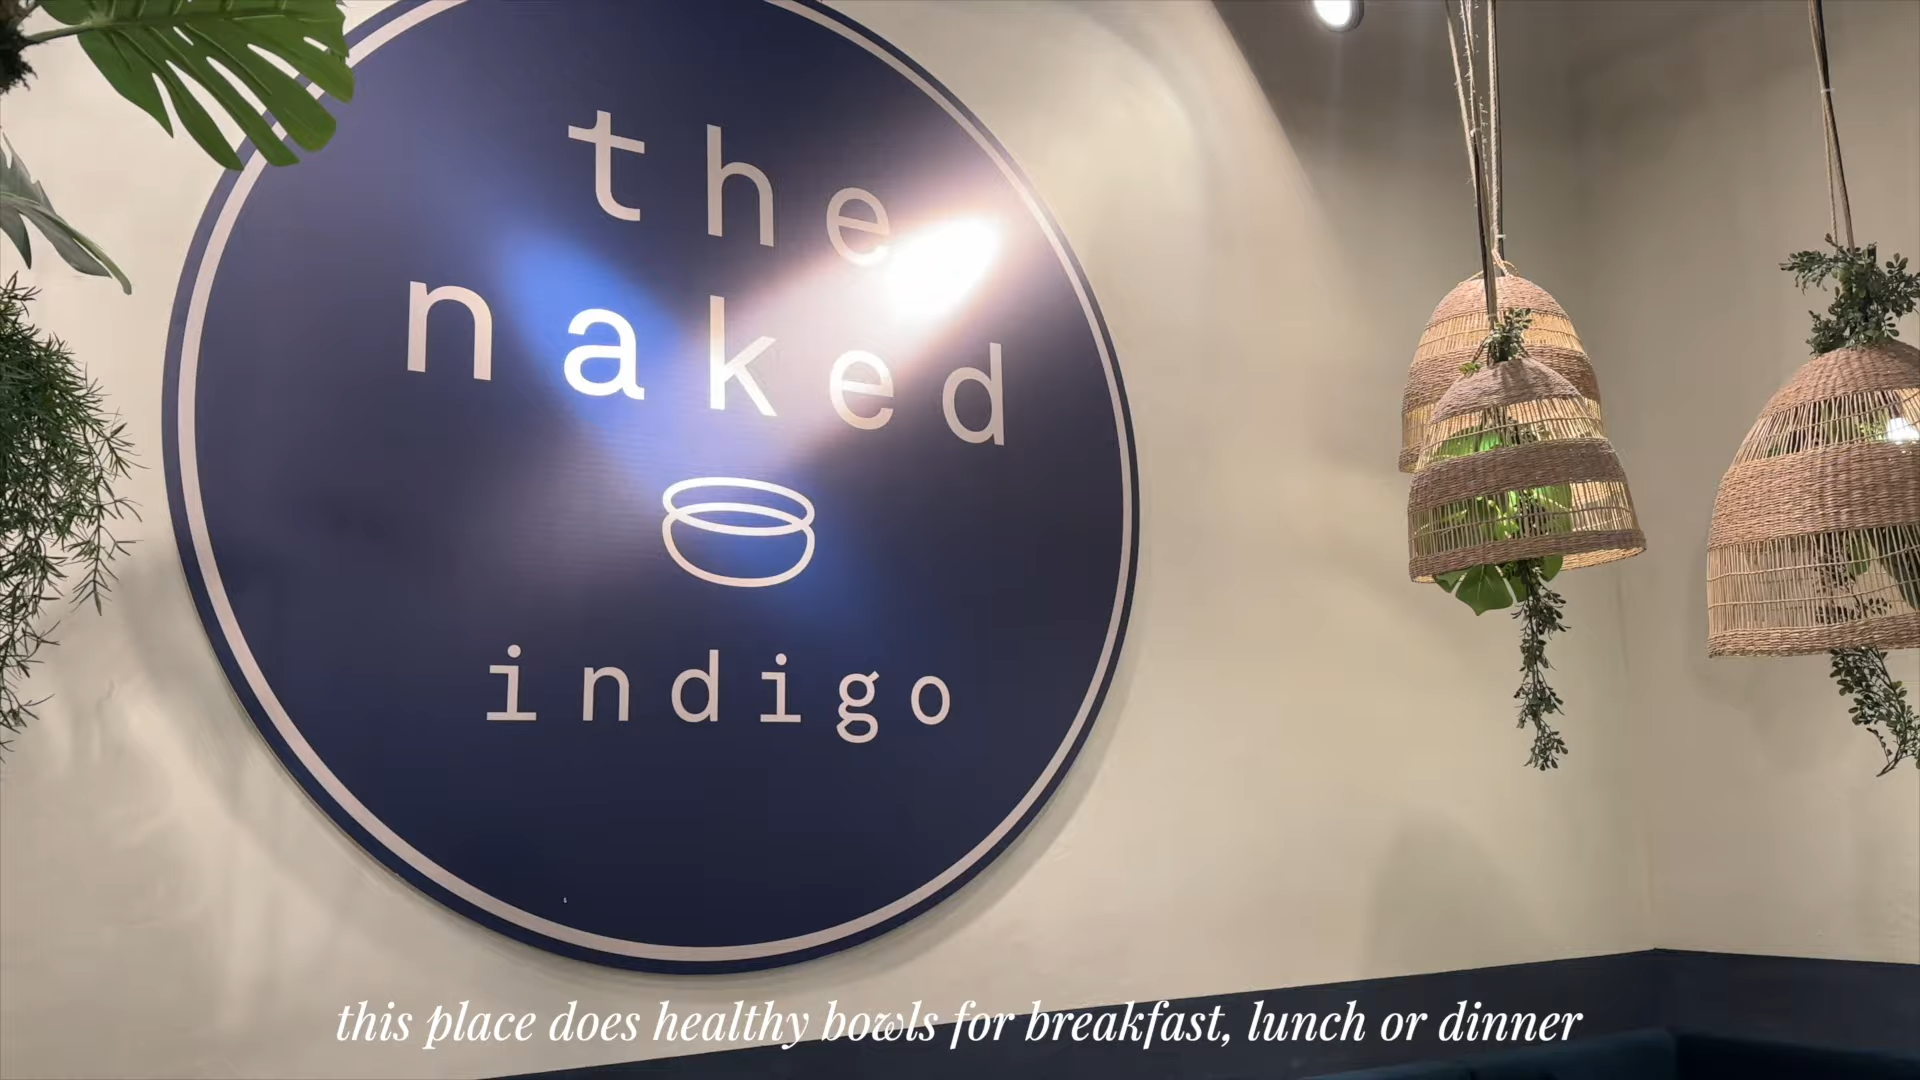 the
naked
indigo
this place does healthy bowls for breakfast, lunch or dinner